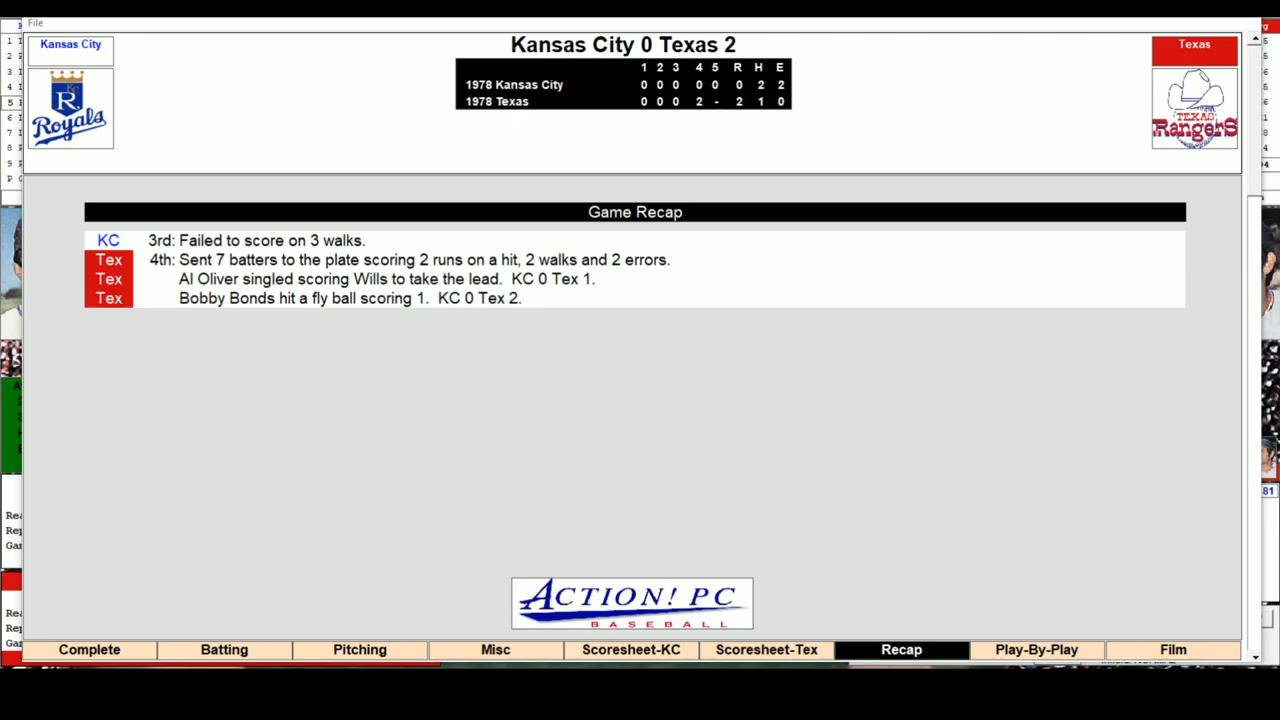 File
Kansas City
Kansas City 0 Texas 2
Texas
1 2 3 4 5 R H E
1978 Kansas City 0 0 0 0 0 0 2 2
1978 Texas 0 0 0 2 - 2 1 0
KC
R
Royals
TEXAS
RangerS
Game Recap
KC 3rd: Failed to score on 3 walks.
Tex 4th: Sent 7 batters to the plate scoring 2 runs on a hit, 2 walks and 2 errors.
Tex Al Oliver singled scoring Wills to take the lead. KC 0 Tex 1.
Tex Bobby Bonds hit a fly ball scoring 1. KC 0 Tex 2.
ACTION! PC
BASEBALL
Complete Batting Pitching Misc Scoresheet-KC Scoresheet-Tex Recap Play-By-Play Film